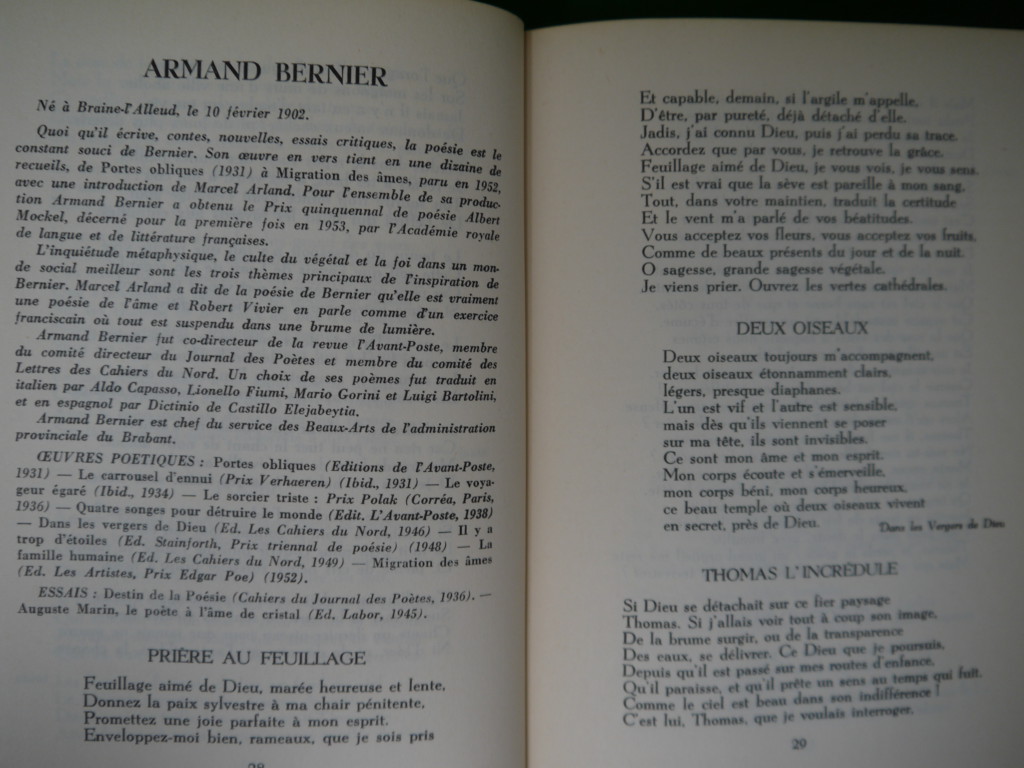 ARMAND BERNIER
Né à Braine-l'Alleud, le 10 février 1902.
Quoi qu'il écrive, contes, nouvelles, essais critiques, la poésie est le
constant souci de Bernier. Son œuvre en vers tient en une dizaine de
recueils, de Portes obliques (1931) à Migration des âmes, paru en 1952,
avec une introduction de Marcel Arland. Pour l'ensemble de sa produc-
tion Armand Bernier a obtenu le Prix quinquennal de poésie Albert
Mockel, décerné pour la première fois en 1953, par l'Académie royale
de langue et de littérature françaises.
L'inquiétude métaphysique, le culte du végétal et la foi dans un mon-
de social meilleur sont les trois thèmes principaux de l'inspiration de
Bernier. Marcel Arland a dit de la poésie de Bernier qu'elle est vraiment
une poésie de l'âme et Robert Vivier en parle comme d'un exercice
franciscain où tout est suspendu dans une brume de lumière.
Armand Bernier fut co-directeur de la revue l'Avant-Poste, membre
du comité directeur du Journal des Poètes et membre du comité des
Lettres des Cahiers du Nord. Un choix de ses poèmes fut traduit en
italien par Aldo Capasso, Lionello Fiumi, Mario Gorini et Luigi Bartolini,
et en espagnol par Dictinio de Castillo Elejabeytia.
Armand Bernier est chef du service des Beaux-Arts de l'administration
provinciale du Brabant.
ŒUVRES POETIQUES : Portes obliques (Editions de l'Avant-Poste,
1931) — Le carrousel d'ennui (Prix Verhaeren) (Ibid., 1931) — Le voya-
geur égaré (Ibid., 1934) — Le sorcier triste : Prix Polak (Corréa, Paris,
1936) — Quatre songes pour détruire le monde (Edit. L'Avant-Poste, 1938)
— Dans les vergers de Dieu (Ed. Les Cahiers du Nord, 1946) — Il y a
trop d'étoiles (Ed. Stainforth, Prix triennal de poésie) (1948) — La
famille humaine (Ed. Les Cahiers du Nord, 1949) — Migration des âmes
(Ed. Les Artistes, Prix Edgar Poe) (1952).
ESSAIS : Destin de la Poésie (Cahiers du Journal des Poètes, 1936). —
Auguste Marin, le poète à l'âme de cristal (Ed. Labor, 1945).
PRIÈRE AU FEUILLAGE
Feuillage aimé de Dieu, marée heureuse et lente,
Donnez la paix sylvestre à ma chair pénitente,
Promettez une joie parfaite à mon esprit.
Enveloppez-moi bien, rameaux, que je sois pris
28
Et capable, demain, si l'argile m'appelle,
D'être, par pureté, déjà détaché d'elle.
Jadis, j'ai connu Dieu, puis j'ai perdu sa trace.
Accordez que par vous, je retrouve la grâce.
Feuillage aimé de Dieu, je vous vois, je vous sens.
S'il est vrai que la sève est pareille à mon sang,
Tout, dans votre maintien, traduit la certitude
Et le vent m'a parlé de vos béatitudes.
Vous acceptez vos fleurs, vous acceptez vos fruits,
Comme de beaux présents du jour et de la nuit.
O sagesse, grande sagesse végétale.
Je viens prier. Ouvrez les vertes cathédrales.
DEUX OISEAUX
Deux oiseaux toujours m'accompagnent,
deux oiseaux étonnamment clairs,
légers, presque diaphanes.
L'un est vif et l'autre est sensible,
mais dès qu'ils viennent se poser
sur ma tête, ils sont invisibles.
Ce sont mon âme et mon esprit.
Mon corps écoute et s'émerveille,
mon corps béni, mon corps heureux,
ce beau temple où deux oiseaux vivent
en secret, près de Dieu.
Dans les Vergers de Dieu
THOMAS L'INCRÉDULE
Si Dieu se détachait sur ce fier paysage
Thomas. Si j'allais voir tout à coup son image,
De la brume surgir, ou de la transparence
Des eaux, se délivrer. Ce Dieu que je poursuis,
Depuis qu'il est passé sur mes routes d'enfance,
Qu'il paraisse, et qu'il prête un sens au temps qui fuit.
Comme le ciel est beau dans son indifférence !
C'est lui, Thomas, que je voulais interroger.
29